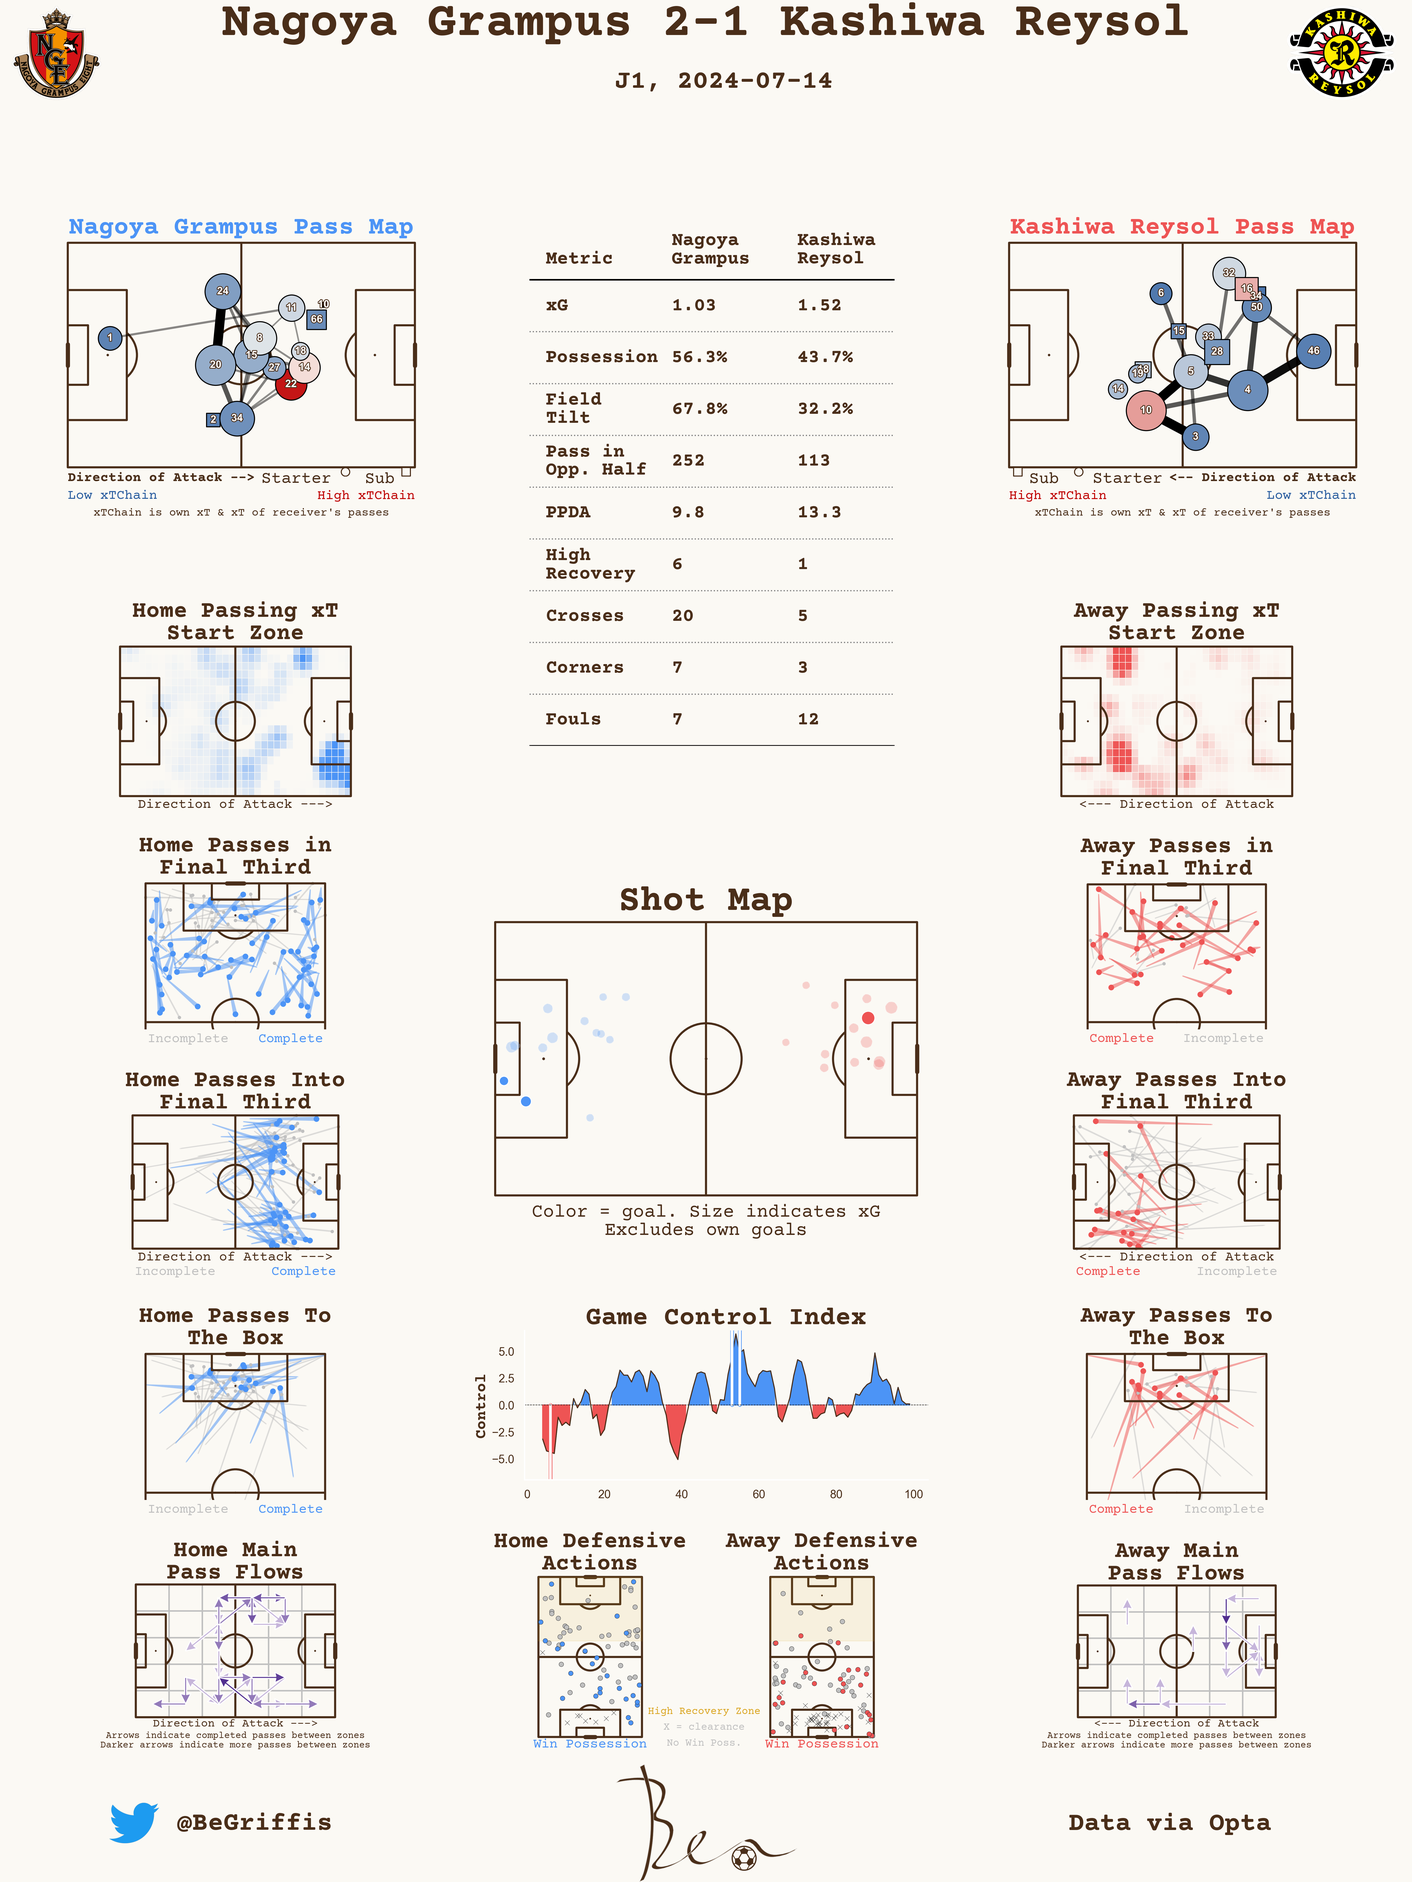 Nagoya Grampus 2-1 Kashiwa Reysol
J1, 2024-07-14
NGE
NAGOYA GRAMPUS EIGHT
KASHIWA
R
REYSOL
Nagoya Grampus Pass Map
24
11
10
66
8
1
15
18
20
27
14
22
2
34
Direction of Attack --> Starter Sub
Low xTChain High xTChain
xTChain is own xT & xT of receiver's passes
Metric Nagoya Grampus Kashiwa Reysol
xG 1.03 1.52
Possession 56.3% 43.7%
Field Tilt 67.8% 32.2%
Pass in Opp. Half 252 113
PPDA 9.8 13.3
High Recovery 6 1
Crosses 20 5
Corners 7 3
Fouls 7 12
Kashiwa Reysol Pass Map
32
16
6
34
50
15
33
28
46
5
19
14
4
10
3
Sub Starter <-- Direction of Attack
High xTChain Low xTChain
xTChain is own xT & xT of receiver's passes
Home Passing xT
Start Zone
Direction of Attack --->
Away Passing xT
Start Zone
<--- Direction of Attack
Home Passes in
Final Third
Incomplete Complete
Away Passes in
Final Third
Complete Incomplete
Shot Map
Color = goal. Size indicates xG
Excludes own goals
Home Passes Into
Final Third
Direction of Attack --->
Incomplete Complete
Away Passes Into
Final Third
<--- Direction of Attack
Complete Incomplete
Home Passes To
The Box
Incomplete Complete
Game Control Index
Control
5.0
2.5
0.0
−2.5
−5.0
0 20 40 60 80 100
Away Passes To
The Box
Complete Incomplete
Home Main
Pass Flows
Direction of Attack --->
Arrows indicate completed passes between zones
Darker arrows indicate more passes between zones
Home Defensive
Actions
Win Possession
High Recovery Zone
X = clearance
No Win Poss.
Away Defensive
Actions
Win Possession
Away Main
Pass Flows
<--- Direction of Attack
Arrows indicate completed passes between zones
Darker arrows indicate more passes between zones
@BeGriffis
Ben
Data via Opta